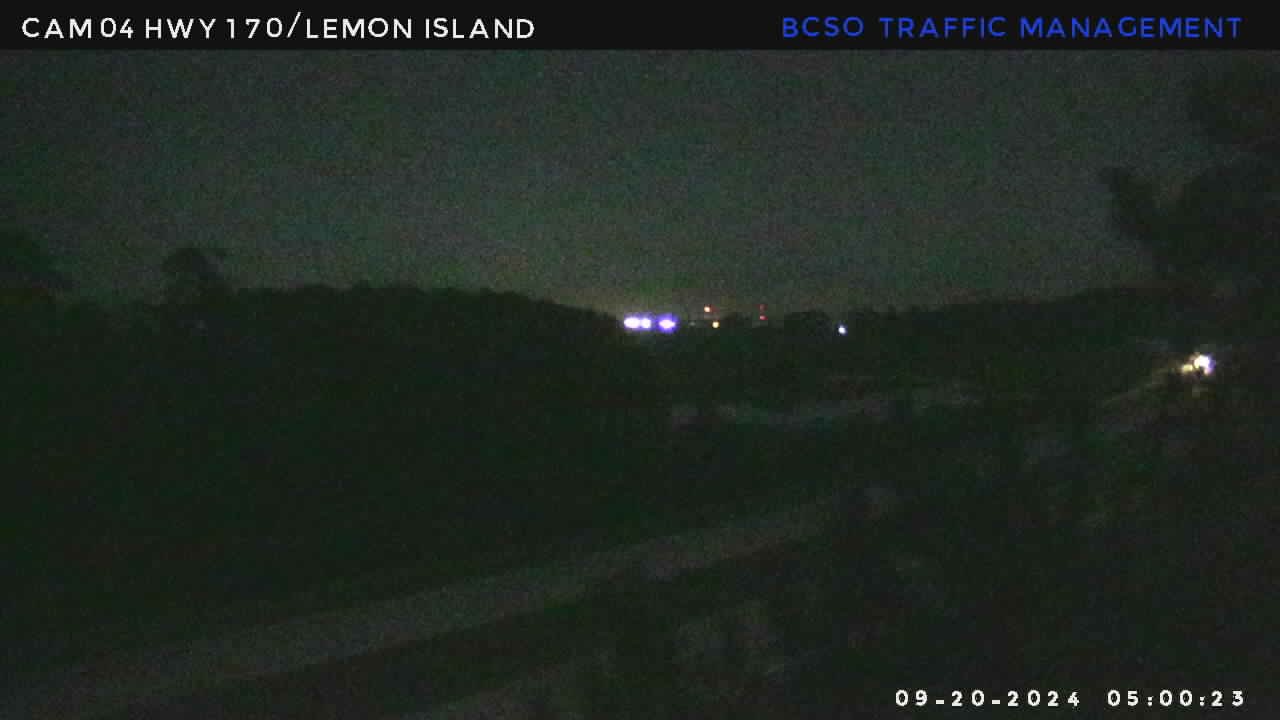 CAM04 HWY 170/LEMON ISLAND
BCSO TRAFFIC MANAGEMENT
09-20-2024 05:00:23